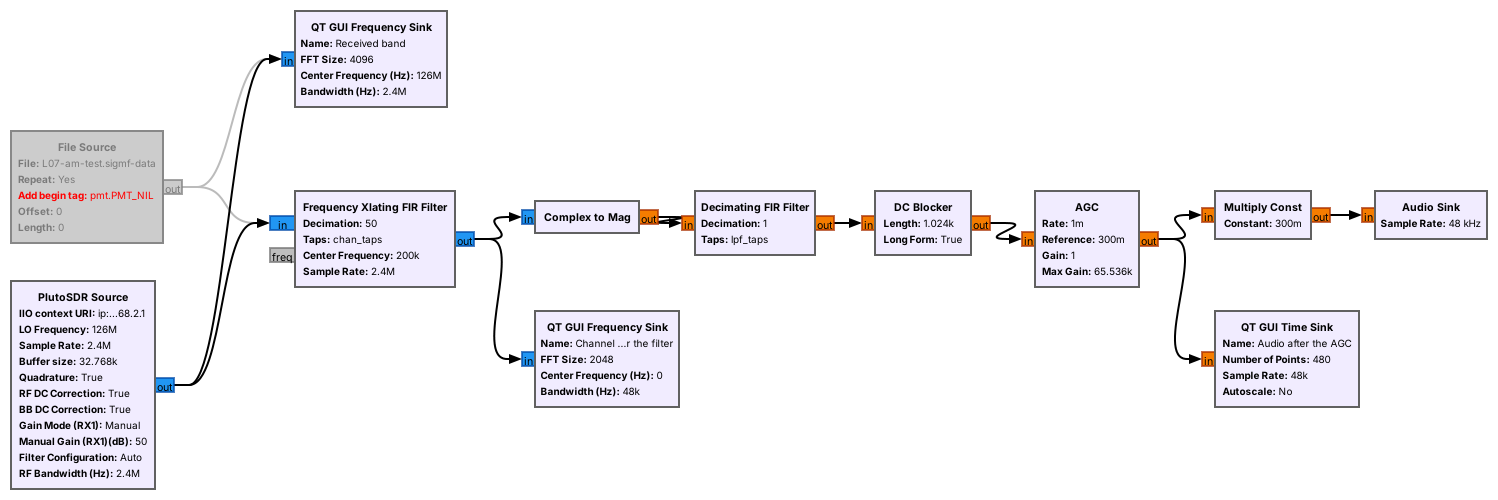 QT GUI Frequency Sink
Name: Received band
FFT Size: 4096
Center Frequency (Hz): 126M
Bandwidth (Hz): 2.4M
in
File Source
File: L07-am-test.sigmf-data
Repeat: Yes
Add begin tag: pmt.PMT_NIL
Offset: 0
Length: 0
out
PlutoSDR Source
IIO context URI: ip:...68.2.1
LO Frequency: 126M
Sample Rate: 2.4M
Buffer size: 32.768k
Quadrature: True
RF DC Correction: True
BB DC Correction: True
Gain Mode (RX1): Manual
Manual Gain (RX1)(dB): 50
Filter Configuration: Auto
RF Bandwidth (Hz): 2.4M
out
Frequency Xlating FIR Filter
Decimation: 50
Taps: chan_taps
Center Frequency: 200k
Sample Rate: 2.4M
in
freq
out
Complex to Mag
in
out
QT GUI Frequency Sink
Name: Channel ...r the filter
FFT Size: 2048
Center Frequency (Hz): 0
Bandwidth (Hz): 48k
in
Decimating FIR Filter
Decimation: 1
Taps: lpf_taps
in
out
DC Blocker
Length: 1.024k
Long Form: True
in
out
AGC
Rate: 1m
Reference: 300m
Gain: 1
Max Gain: 65.536k
in
out
Multiply Const
Constant: 300m
in
out
Audio Sink
Sample Rate: 48 kHz
in
QT GUI Time Sink
Name: Audio after the AGC
Number of Points: 480
Sample Rate: 48k
Autoscale: No
in